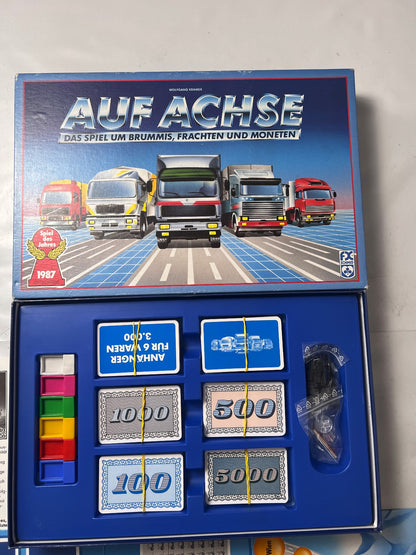 WOLFGANG KRAMER
AUF ACHSE
DAS SPIEL UM BRUMMIS, FRACHTEN UND MONETEN
Spiel
des
Jahres
1987
ANHÄNGER
FÜR 6 WAREN
3.000
1000
500
100
5000